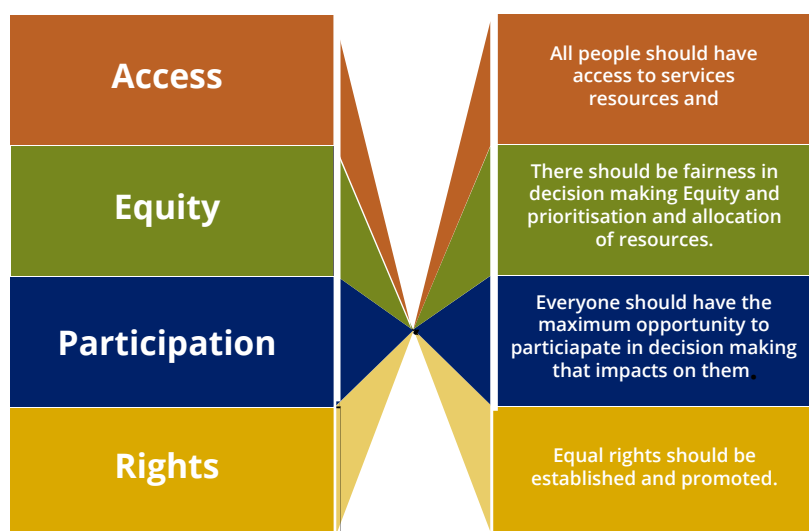 Access
All people should have
access to services
resources and
Equity
There should be fairness in
decision making Equity and
prioritisation and allocation
of resources.
Participation
Everyone should have the
maximum opportunity to
particiapate in decision making
that impacts on them.
Rights
Equal rights should be
established and promoted.